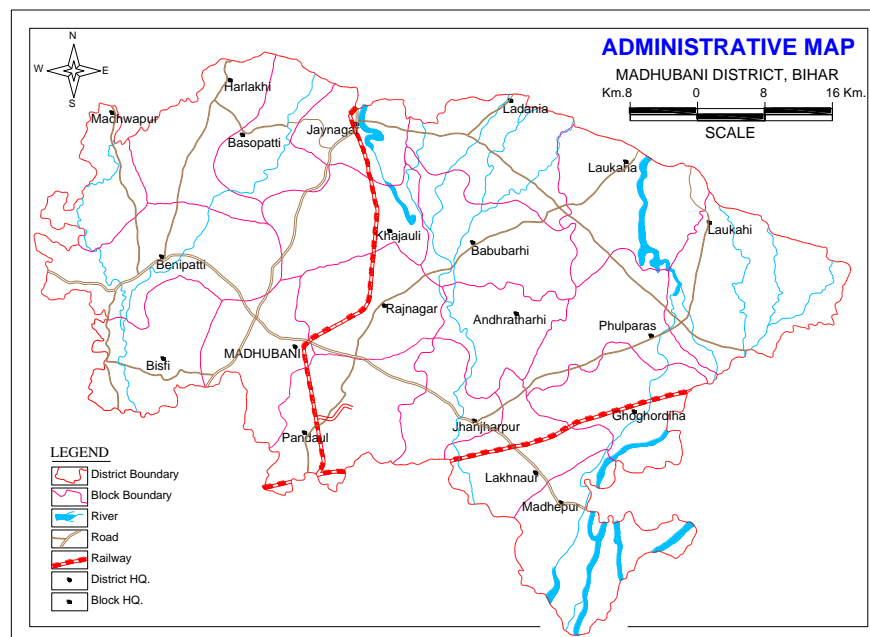 ADMINISTRATIVE MAP
MADHUBANI DISTRICT, BIHAR
Km.8 0 8 16 Km.
SCALE
N
W E
S
Harlakhi
Madhwapur
Basopatti
Jaynagar
Ladania
Laukaha
Laukahi
Khajauli
Babubarhi
Benipatti
Rajnagar
Andhratharhi
Phulparas
MADHUBANI
Bisfi
Ghoghordiha
Jhanjharpur
Pandaul
Lakhnaur
Madhepur
LEGEND
District Boundary
Block Boundary
River
Road
Railway
District HQ.
Block HQ.